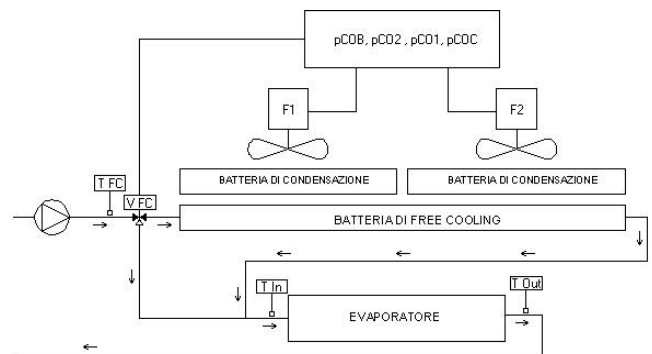 pCOB, pCO2 , pCO1, pCOC
F1
F2
BATTERIA DI CONDENSAZIONE
BATTERIA DI CONDENSAZIONE
T FC
V FC
BATTERIA DI FREE COOLING
T In
T Out
EVAPORATORE